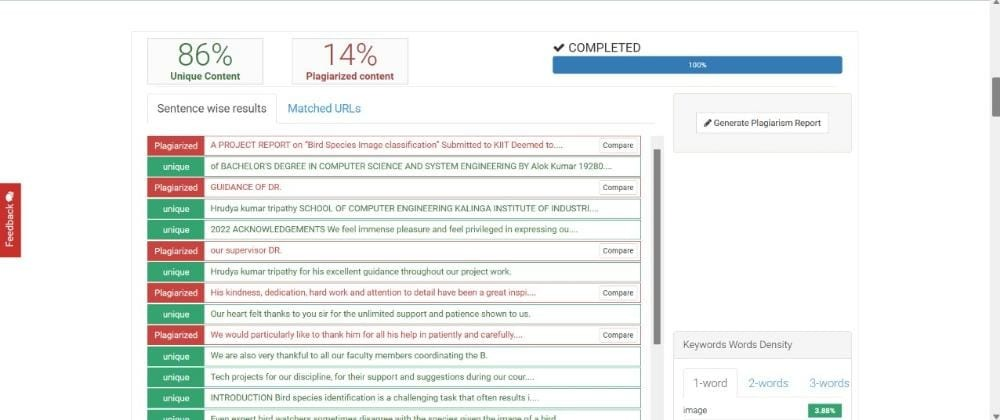 86%
Unique Content
14%
Plagiarized content
✔ COMPLETED
100%
Sentence wise results
Matched URLs
Generate Plagiarism Report
Plagiarized A PROJECT REPORT on "Bird Species Image classification" Submitted to KIIT Deemed to.... Compare
unique of BACHELOR'S DEGREE IN COMPUTER SCIENCE AND SYSTEM ENGINEERING BY Alok Kumar 19280....
Plagiarized GUIDANCE OF DR. Compare
unique Hrudya kumar tripathy SCHOOL OF COMPUTER ENGINEERING KALINGA INSTITUTE OF INDUSTRI....
unique 2022 ACKNOWLEDGEMENTS We feel immense pleasure and feel privileged in expressing ou....
Plagiarized our supervisor DR. Compare
unique Hrudya kumar tripathy for his excellent guidance throughout our project work.
Plagiarized His kindness, dedication, hard work and attention to detail have been a great inspi.... Compare
unique Our heart felt thanks to you sir for the unlimited support and patience shown to us.
Plagiarized We would particularly like to thank him for all his help in patiently and carefully.... Compare
unique We are also very thankful to all our faculty members coordinating the B.
unique Tech projects for our discipline, for their support and suggestions during our cour....
unique INTRODUCTION Bird species identification is a challenging task that often results i....
unique Even expert bird watchers sometimes disagree with the species given the image of a bird
Feedback
Keywords Words Density
1-word
2-words
3-words
image 3.88%